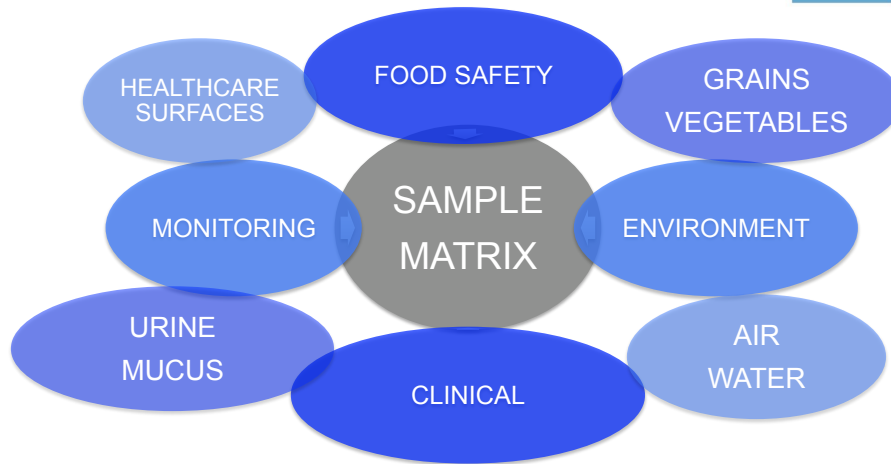 HEALTHCARE
SURFACES
FOOD SAFETY
GRAINS
VEGETABLES
MONITORING
SAMPLE
MATRIX
ENVIRONMENT
URINE
MUCUS
CLINICAL
AIR
WATER